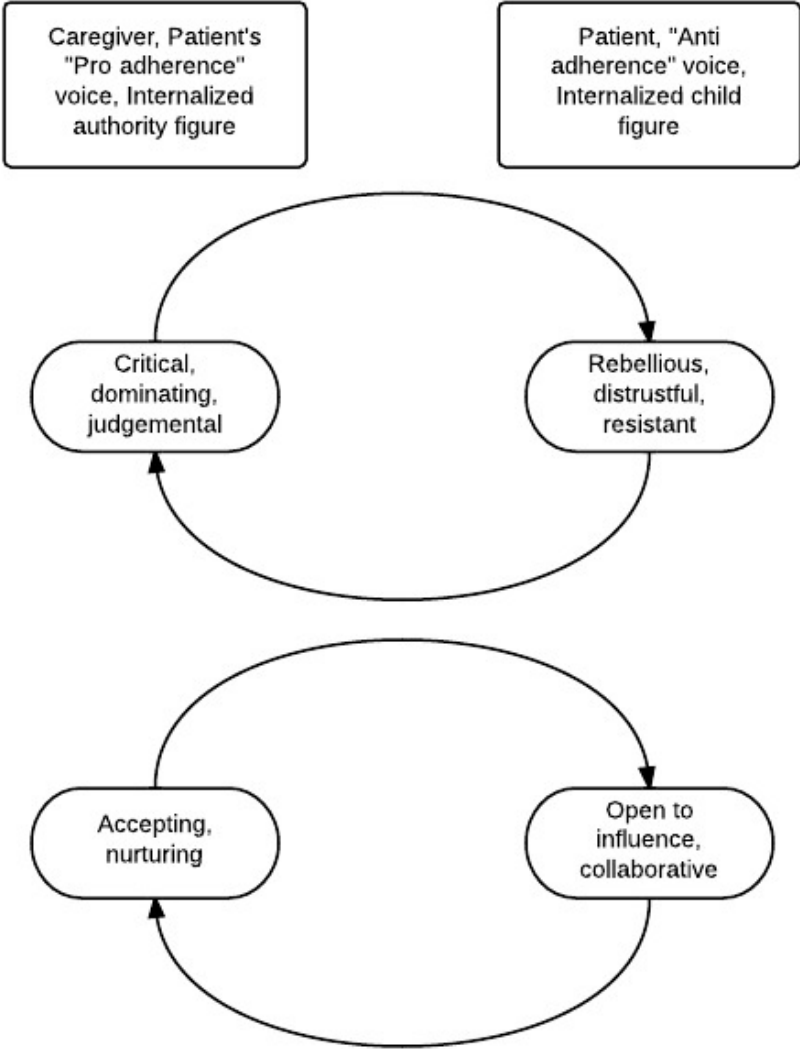 Caregiver, Patient's
"Pro adherence"
voice, Internalized
authority figure
Patient, "Anti
adherence" voice,
Internalized child
figure
Critical,
dominating,
judgemental
Rebellious,
distrustful,
resistant
Accepting,
nurturing
Open to
influence,
collaborative